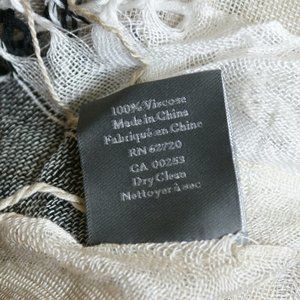 100% Viscose
Made in China
Fabriqué en Chine
RN 62720
CA 00253
Dry Clean
Nettoyer à sec